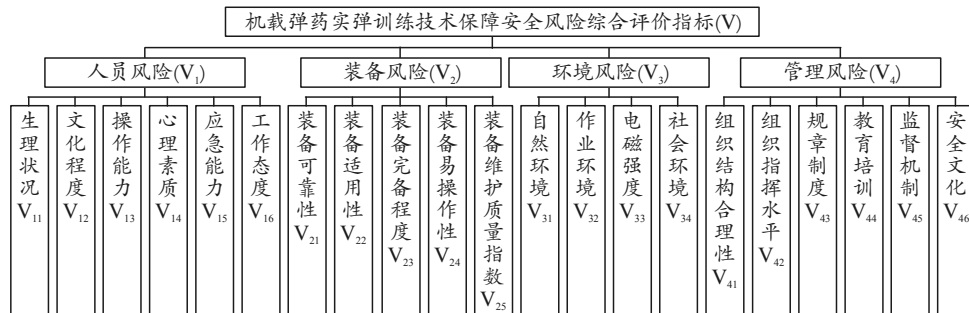 机载弹药实弹训练技术保障安全风险综合评价指标(V)
人员风险(V₁)
装备风险(V₂)
环境风险(V₃)
管理风险(V₄)
生理状况V₁₁
文化程度V₁₂
操作能力V₁₃
心理素质V₁₄
应急能力V₁₅
工作态度V₁₆
装备可靠性V₂₁
装备适用性V₂₂
装备完备程度V₂₃
装备易操作性V₂₄
装备维护质量指数V₂₅
自然环境V₃₁
作业环境V₃₂
电磁强度V₃₃
社会环境V₃₄
组织结构合理性V₄₁
组织指挥水平V₄₂
规章制度V₄₃
教育培训V₄₄
监督机制V₄₅
安全文化V₄₆